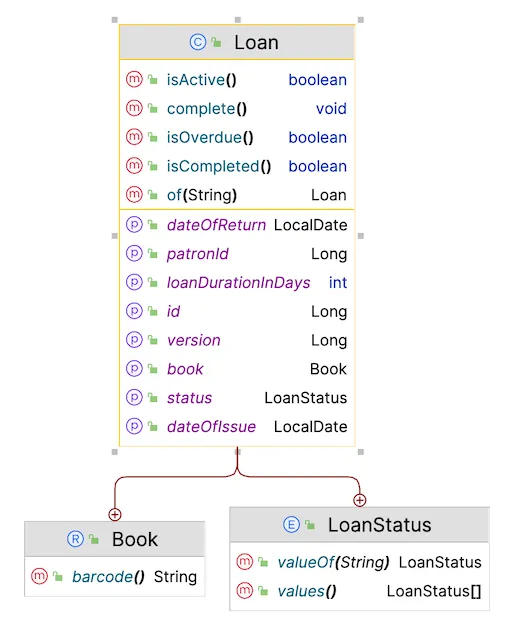 C Loan
m isActive() boolean
m complete() void
m isOverdue() boolean
m isCompleted() boolean
m of(String) Loan
p dateOfReturn LocalDate
p patronId Long
p loanDurationInDays int
p id Long
p version Long
p book Book
p status LoanStatus
p dateOfIssue LocalDate
R Book
m barcode() String
E LoanStatus
m valueOf(String) LoanStatus
m values() LoanStatus[]